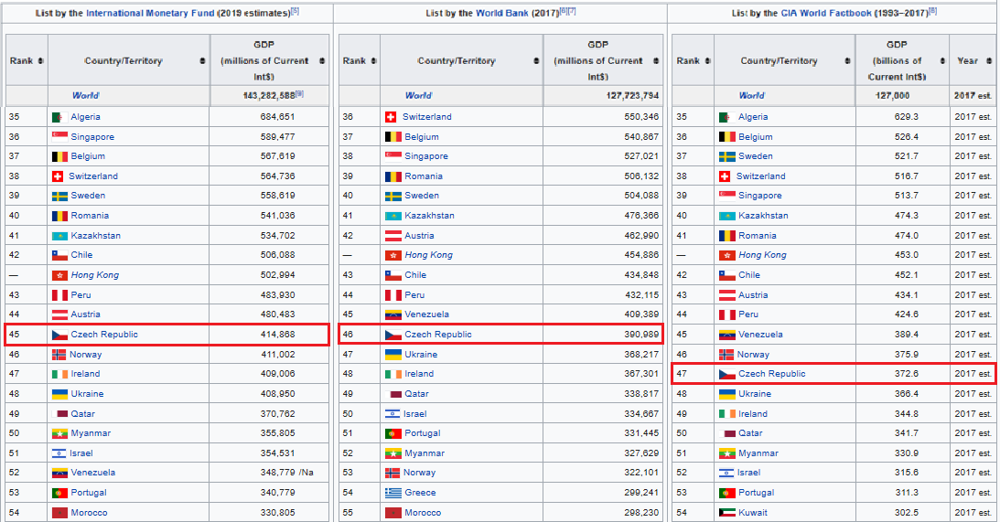 List by the International Monetary Fund (2019 estimates)[5]
Rank Country/Territory GDP (millions of Current Int$)
World 143,282,588[9]
35 Algeria 684,651
36 Singapore 589,477
37 Belgium 567,619
38 Switzerland 564,736
39 Sweden 558,619
40 Romania 541,036
41 Kazakhstan 534,702
42 Chile 506,088
— Hong Kong 502,994
43 Peru 483,930
44 Austria 480,483
45 Czech Republic 414,868
46 Norway 411,002
47 Ireland 409,006
48 Ukraine 408,950
49 Qatar 370,762
50 Myanmar 355,805
51 Israel 354,531
52 Venezuela 348,779 /Na
53 Portugal 340,779
54 Morocco 330,805
List by the World Bank (2017)[6][7]
Rank Country/Territory GDP (millions of Current Int$)
World 127,723,794
36 Switzerland 550,346
37 Belgium 540,867
38 Singapore 527,021
39 Romania 506,132
40 Sweden 504,088
41 Kazakhstan 476,366
42 Austria 462,990
— Hong Kong 454,886
43 Chile 434,848
44 Peru 432,115
45 Venezuela 409,389
46 Czech Republic 390,989
47 Ukraine 368,217
48 Ireland 367,301
49 Qatar 338,817
50 Israel 334,667
51 Portugal 331,445
52 Myanmar 327,629
53 Norway 322,101
54 Greece 299,241
55 Morocco 298,230
List by the CIA World Factbook (1993–2017)[8]
Rank Country/Territory GDP (billions of Current Int$) Year
World 127,000 2017 est.
35 Algeria 629.3 2017 est.
36 Belgium 526.4 2017 est.
37 Sweden 521.7 2017 est.
38 Switzerland 516.7 2017 est.
39 Singapore 513.7 2017 est.
40 Kazakhstan 474.3 2017 est.
41 Romania 474.0 2017 est.
— Hong Kong 453.0 2017 est.
42 Chile 452.1 2017 est.
43 Austria 434.1 2017 est.
44 Peru 424.6 2017 est.
45 Venezuela 389.4 2017 est.
46 Norway 375.9 2017 est.
47 Czech Republic 372.6 2017 est.
48 Ukraine 366.4 2017 est.
49 Ireland 344.8 2017 est.
50 Qatar 341.7 2017 est.
51 Myanmar 330.9 2017 est.
52 Israel 315.6 2017 est.
53 Portugal 311.3 2017 est.
54 Kuwait 302.5 2017 est.